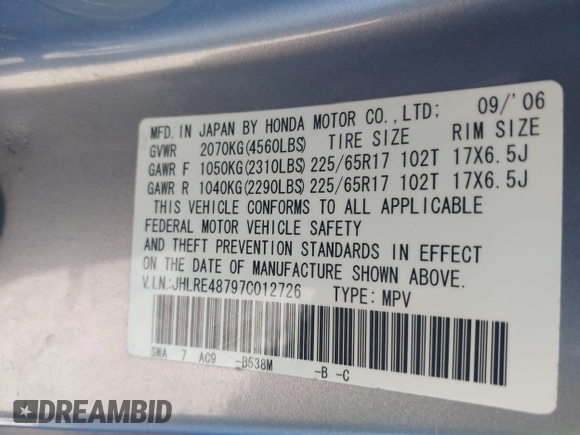 MFD. IN JAPAN BY HONDA MOTOR CO., LTD; 09/'06
GVWR 2070KG(4560LBS) TIRE SIZE RIM SIZE
GAWR F 1050KG(2310LBS) 225/65R17 102T 17X6.5J
GAWR R 1040KG(2290LBS) 225/65R17 102T 17X6.5J
THIS VEHICLE CONFORMS TO ALL APPLICABLE
FEDERAL MOTOR VEHICLE SAFETY
AND THEFT PREVENTION STANDARDS IN EFFECT
ON THE DATE OF MANUFACTURE SHOWN ABOVE.
V.I.N.:JHLRE48797C012726 TYPE: MPV
SWA 7 AC9 -B538M -B -C
DREAMBID